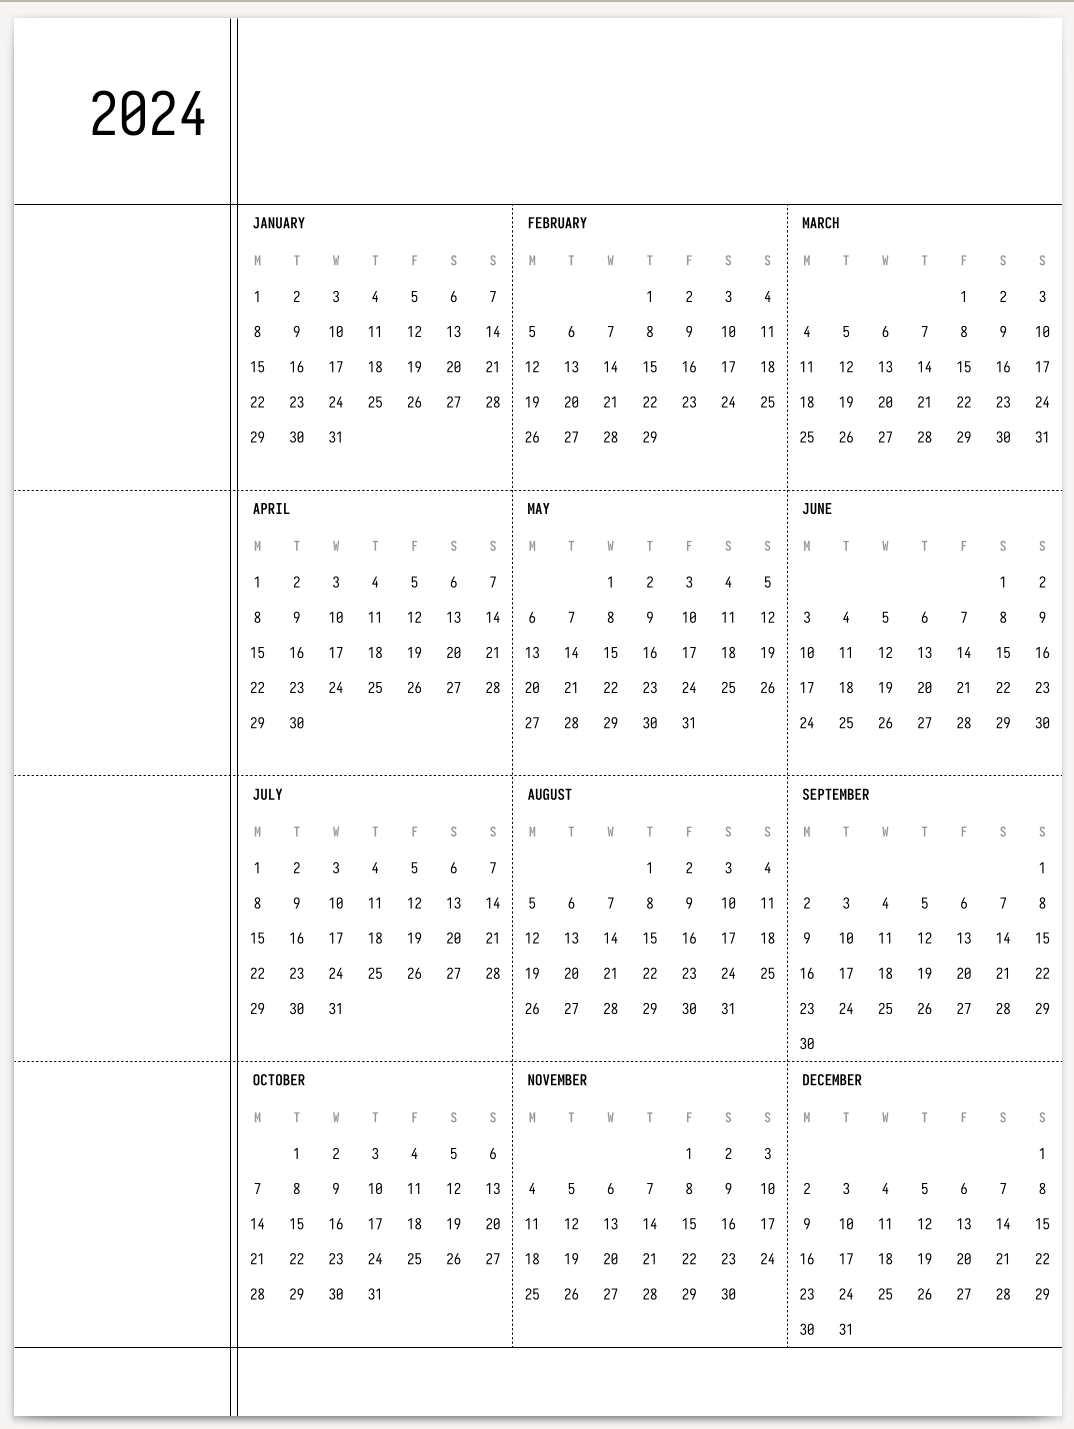 2024
JANUARY
M T W T F S S
1 2 3 4 5 6 7
8 9 10 11 12 13 14
15 16 17 18 19 20 21
22 23 24 25 26 27 28
29 30 31
FEBRUARY
M T W T F S S
1 2 3 4
5 6 7 8 9 10 11
12 13 14 15 16 17 18
19 20 21 22 23 24 25
26 27 28 29
MARCH
M T W T F S S
1 2 3
4 5 6 7 8 9 10
11 12 13 14 15 16 17
18 19 20 21 22 23 24
25 26 27 28 29 30 31
APRIL
M T W T F S S
1 2 3 4 5 6 7
8 9 10 11 12 13 14
15 16 17 18 19 20 21
22 23 24 25 26 27 28
29 30
MAY
M T W T F S S
1 2 3 4 5
6 7 8 9 10 11 12
13 14 15 16 17 18 19
20 21 22 23 24 25 26
27 28 29 30 31
JUNE
M T W T F S S
1 2
3 4 5 6 7 8 9
10 11 12 13 14 15 16
17 18 19 20 21 22 23
24 25 26 27 28 29 30
JULY
M T W T F S S
1 2 3 4 5 6 7
8 9 10 11 12 13 14
15 16 17 18 19 20 21
22 23 24 25 26 27 28
29 30 31
AUGUST
M T W T F S S
1 2 3 4
5 6 7 8 9 10 11
12 13 14 15 16 17 18
19 20 21 22 23 24 25
26 27 28 29 30 31
SEPTEMBER
M T W T F S S
1
2 3 4 5 6 7 8
9 10 11 12 13 14 15
16 17 18 19 20 21 22
23 24 25 26 27 28 29
30
OCTOBER
M T W T F S S
1 2 3 4 5 6
7 8 9 10 11 12 13
14 15 16 17 18 19 20
21 22 23 24 25 26 27
28 29 30 31
NOVEMBER
M T W T F S S
1 2 3
4 5 6 7 8 9 10
11 12 13 14 15 16 17
18 19 20 21 22 23 24
25 26 27 28 29 30
DECEMBER
M T W T F S S
1
2 3 4 5 6 7 8
9 10 11 12 13 14 15
16 17 18 19 20 21 22
23 24 25 26 27 28 29
30 31